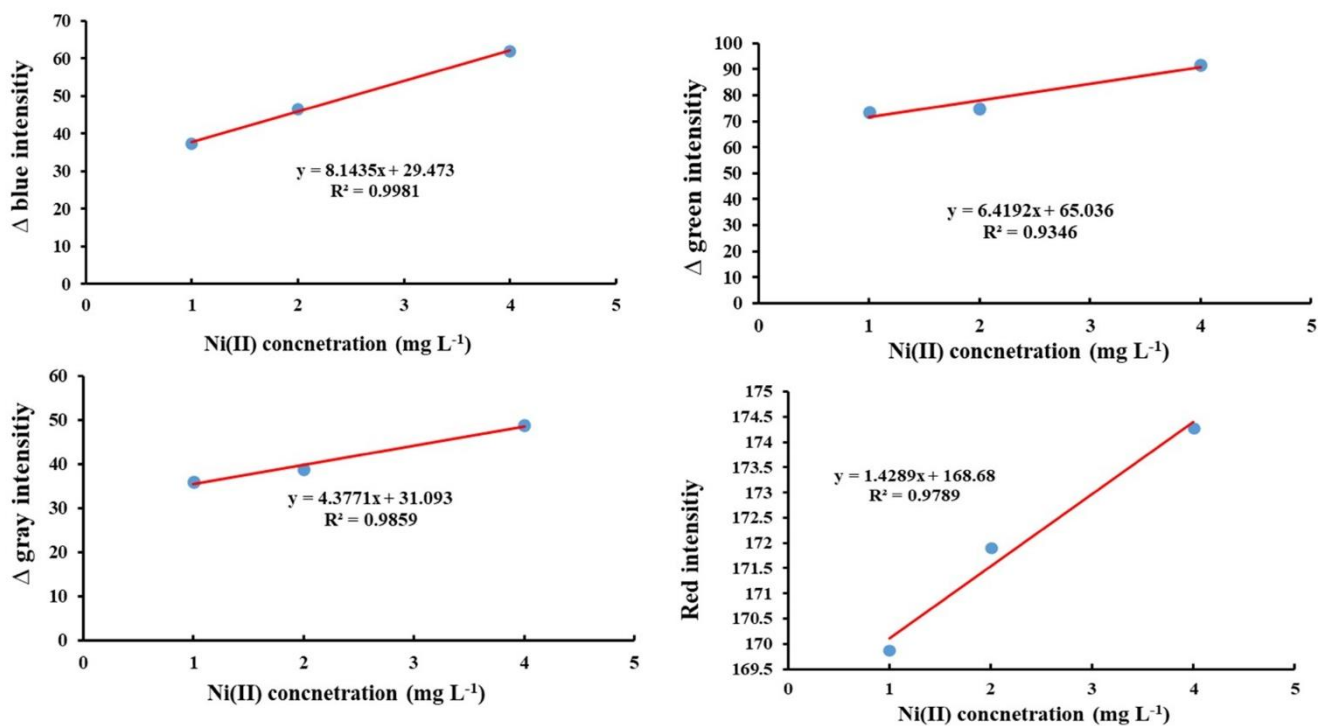 Δ blue intensitiy
70
60
50
40
30
20
10
0
y = 8.1435x + 29.473
R² = 0.9981
0 1 2 3 4 5
Ni(II) concnetration (mg L⁻¹)
Δ green intensitiy
100
90
80
70
60
50
40
30
20
10
0
y = 6.4192x + 65.036
R² = 0.9346
0 1 2 3 4 5
Ni(II) concnetration (mg L⁻¹)
Δ gray intensitiy
60
50
40
30
20
10
0
y = 4.3771x + 31.093
R² = 0.9859
0 1 2 3 4 5
Ni(II) concnetration (mg L⁻¹)
Red intensitiy
175
174.5
174
173.5
173
172.5
172
171.5
171
170.5
170
169.5
y = 1.4289x + 168.68
R² = 0.9789
0 1 2 3 4 5
Ni(II) concnetration (mg L⁻¹)